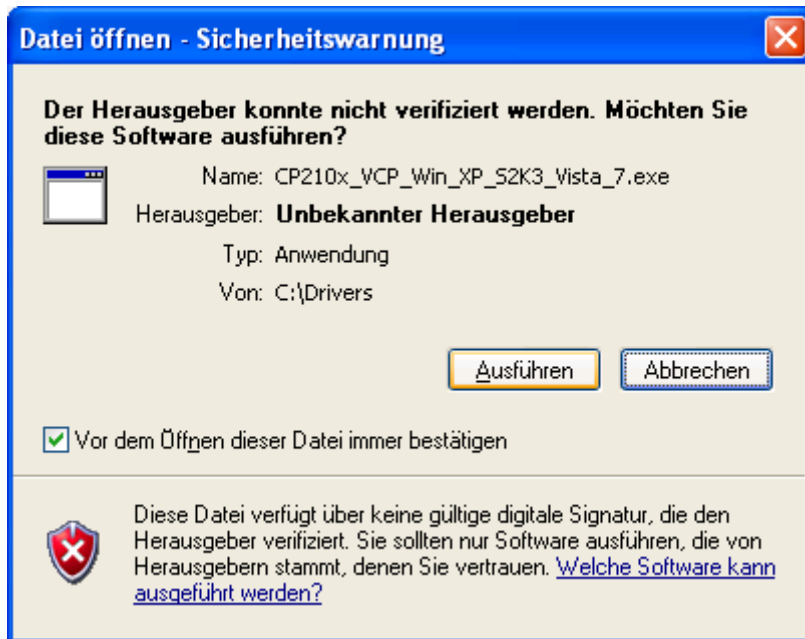 Datei öffnen - Sicherheitswarnung
Der Herausgeber konnte nicht verifiziert werden. Möchten Sie
diese Software ausführen?
Name: CP210x_VCP_Win_XP_S2K3_Vista_7.exe
Herausgeber: Unbekannter Herausgeber
Typ: Anwendung
Von: C:\Drivers
Ausführen Abbrechen
Vor dem Öffnen dieser Datei immer bestätigen
Diese Datei verfügt über keine gültige digitale Signatur, die den
Herausgeber verifiziert. Sie sollten nur Software ausführen, die von
Herausgebern stammt, denen Sie vertrauen. Welche Software kann
ausgeführt werden?